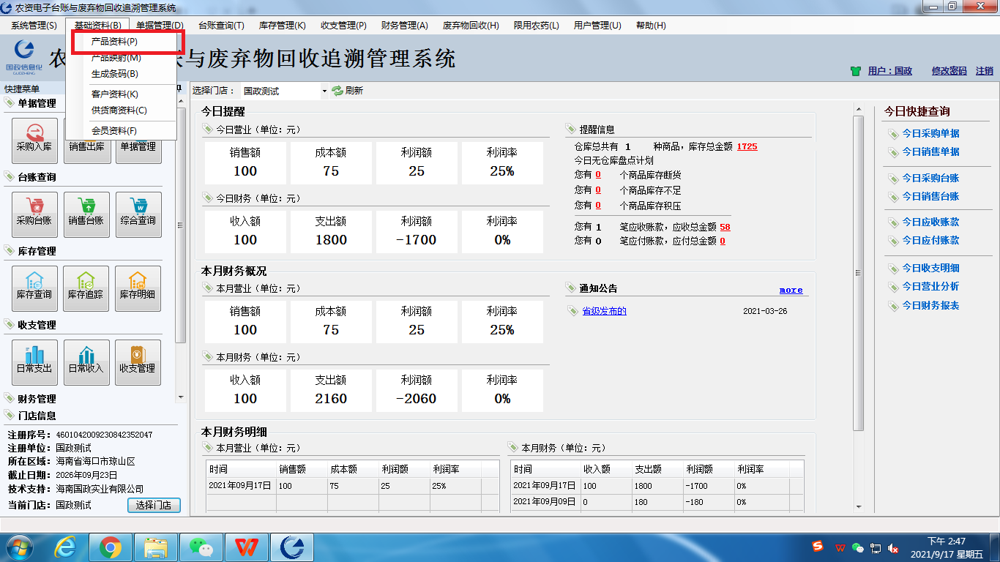 农资电子台账与废弃物回收追溯管理系统
系统管理(S) 基础资料(B) 单据管理(D) 台账查询(T) 库存管理(K) 收支管理(P) 财务管理(A) 废弃物回收(H) 限用农药(L) 用户管理(U) 帮助(H)
产品资料(P)
产品映射(M)
生成条码(B)
客户资料(K)
供货商资料(C)
会员资料(F)
国政信息化
GUOZHENG
农
账与废弃物回收追溯管理系统
用户：国政 修改密码 注销
快捷菜单
单据管理
采购入库 销售出库 单据管理
台账查询
采购台账 销售台账 综合查询
库存管理
库存查询 库存追踪 库存明细
收支管理
日常支出 日常收入 收支管理
财务管理
门店信息
注册序号：4601042009230842352047
注册单位：国政测试
所在区域：海南省海口市琼山区
截止日期：2026年09月23日
技术支持：海南国政实业有限公司
当前门店：国政测试 选择门店
选择门店： 国政测试 刷新
今日提醒
今日营业（单位：元）
销售额 成本额 利润额 利润率
100 75 25 25%
今日财务（单位：元）
收入额 支出额 利润额 利润率
100 1800 -1700 0%
提醒信息
仓库总共有 1 种商品，库存总金额 1725
今日无仓库盘点计划
您有 0 个商品库存断货
您有 0 个商品库存不足
您有 0 个商品库存积压
您有 1 笔应收账款，应收总金额 58
您有 0 笔应付账款，应付总金额 0
本月财务概况
本月营业（单位：元）
销售额 成本额 利润额 利润率
100 75 25 25%
本月财务（单位：元）
收入额 支出额 利润额 利润率
100 2160 -2060 0%
通知公告 more
省级发布的 2021-03-26
本月财务明细
本月营业（单位：元）
时间 销售额 成本额 利润额 利润率
2021年09月17日 100 75 25 25%
本月财务（单位：元）
时间 收入额 支出额 利润额 利润率
2021年09月17日 100 1800 -1700 0%
2021年09月09日 0 180 -180 0%
今日快捷查询
今日采购单据
今日销售单据
今日采购台账
今日销售台账
今日应收账款
今日应付账款
今日收支明细
今日营业分析
今日财务报表
下午 2:47
2021/9/17 星期五